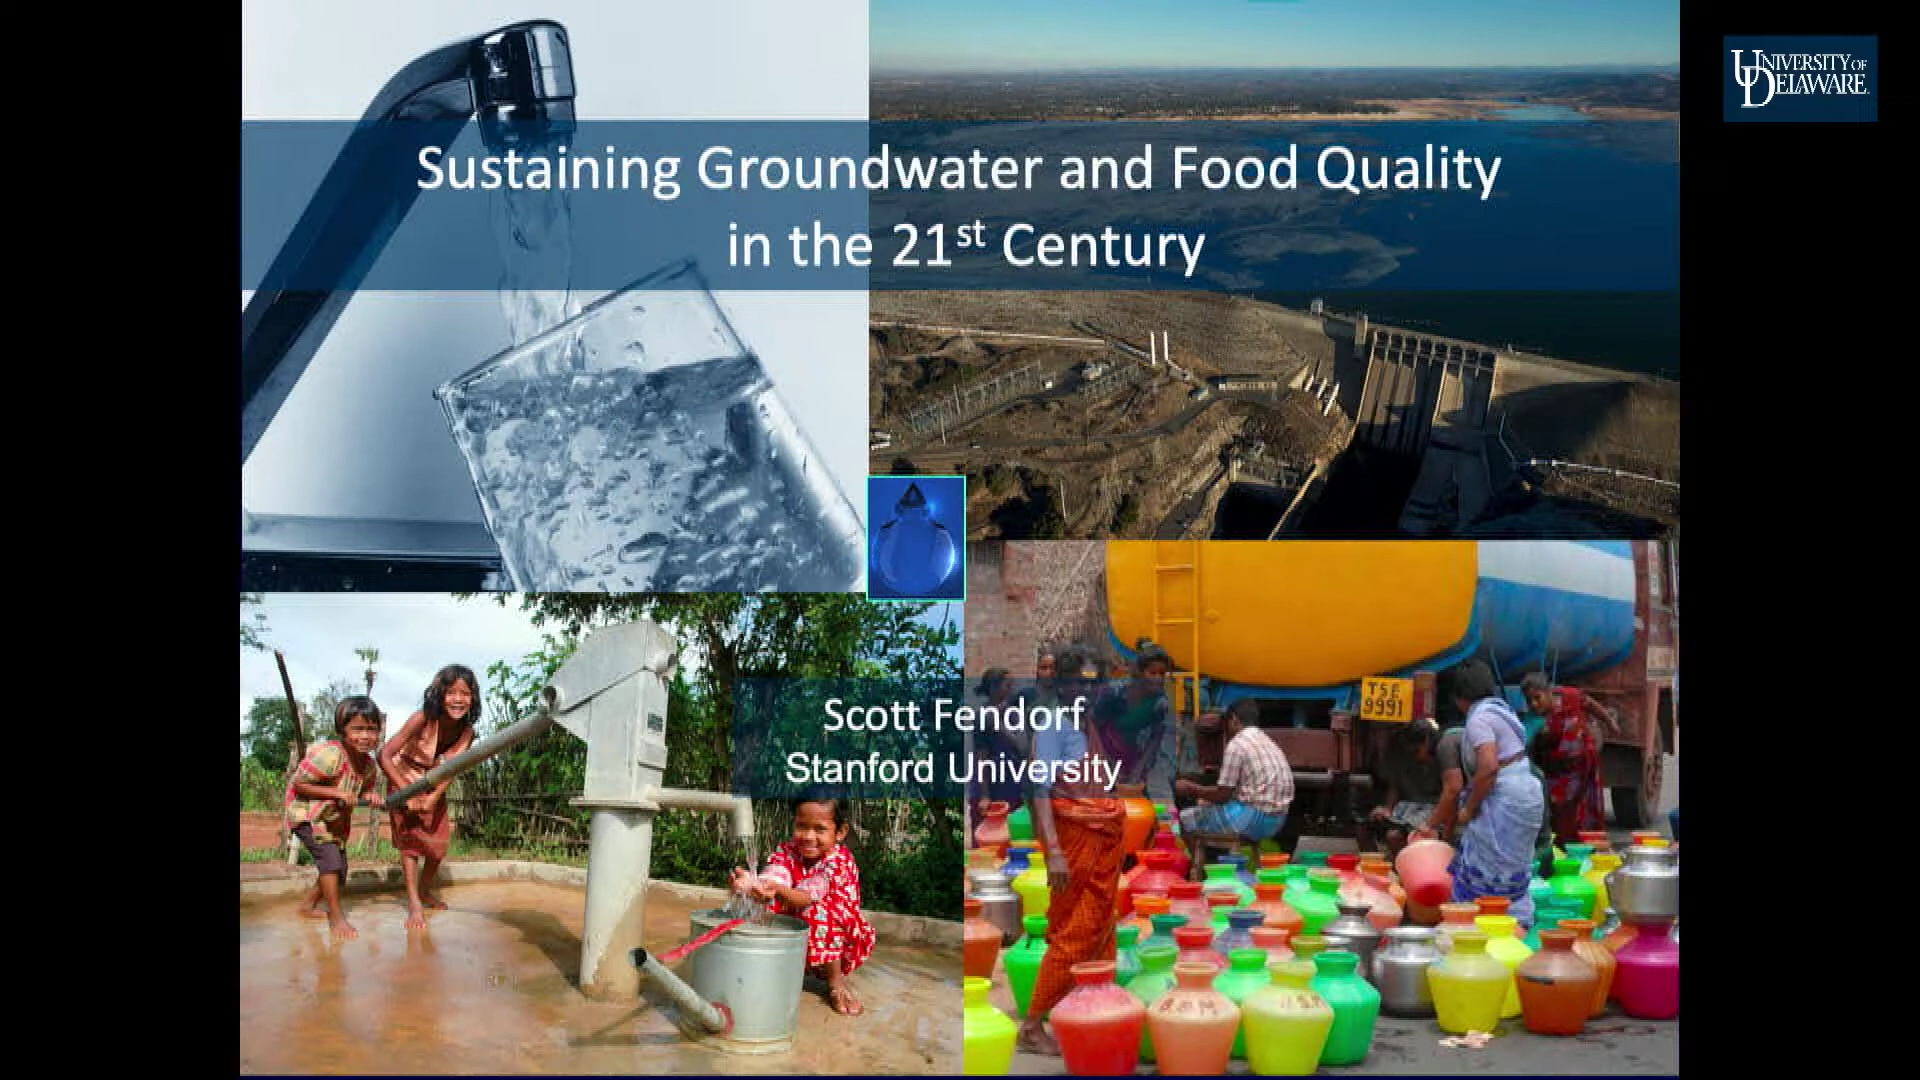 UNIVERSITY OF
DELAWARE
Sustaining Groundwater and Food Quality
in the 21st Century
Scott Fendorf
Stanford University
TSE
9991
B.B.M